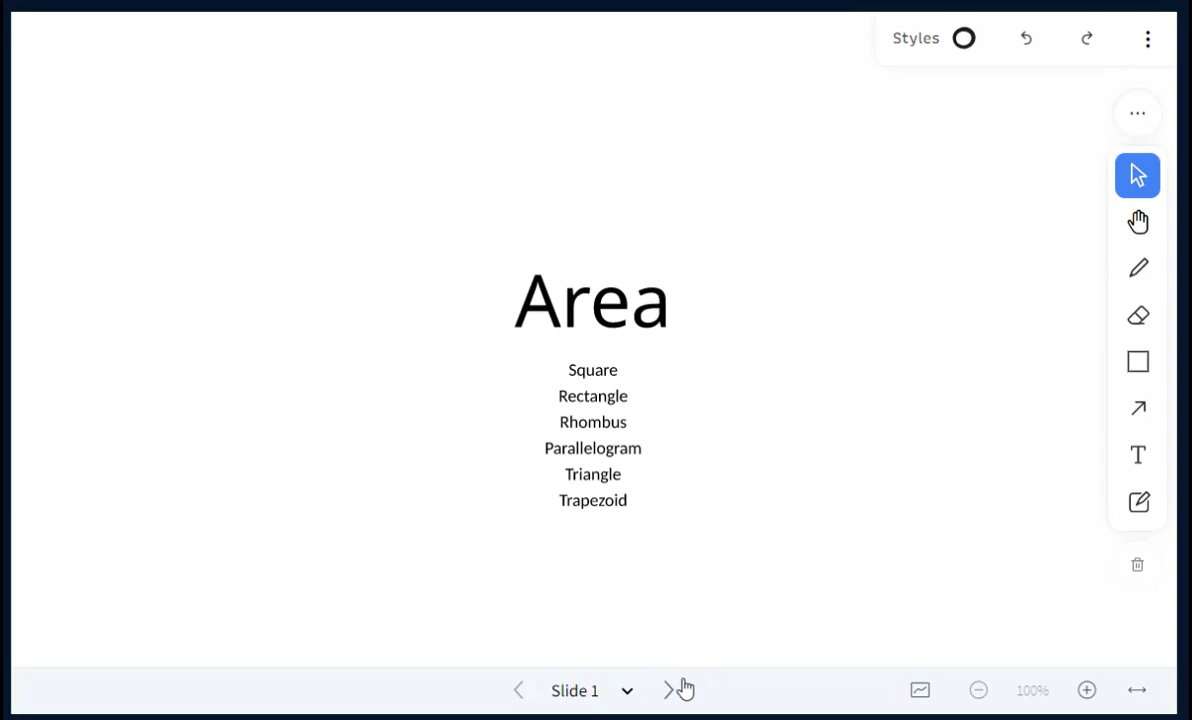 Styles
Area
Square
Rectangle
Rhombus
Parallelogram
Triangle
Trapezoid
T
Slide 1
100%